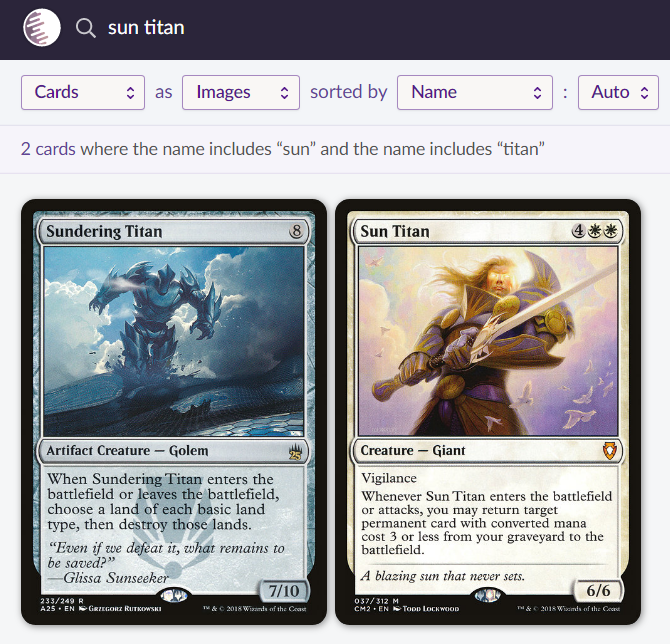 sun titan
Cards as Images sorted by Name : Auto
2 cards where the name includes “sun” and the name includes “titan”
Sundering Titan 8
Artifact Creature — Golem
25
When Sundering Titan enters the
battlefield or leaves the battlefield,
choose a land of each basic land
type, then destroy those lands.
“Even if we defeat it, what remains to
be saved?”
—Glissa Sunseeker
7/10
233/249 R
A25 • EN Grzegorz Rutkowski
™ & © 2018 Wizards of the Coast
Sun Titan 4
Creature — Giant
Vigilance
Whenever Sun Titan enters the battlefield
or attacks, you may return target
permanent card with converted mana
cost 3 or less from your graveyard to the
battlefield.
A blazing sun that never sets.
6/6
037/312 M
CM2 • EN Todd Lockwood
™ & © 2018 Wizards of the Coast